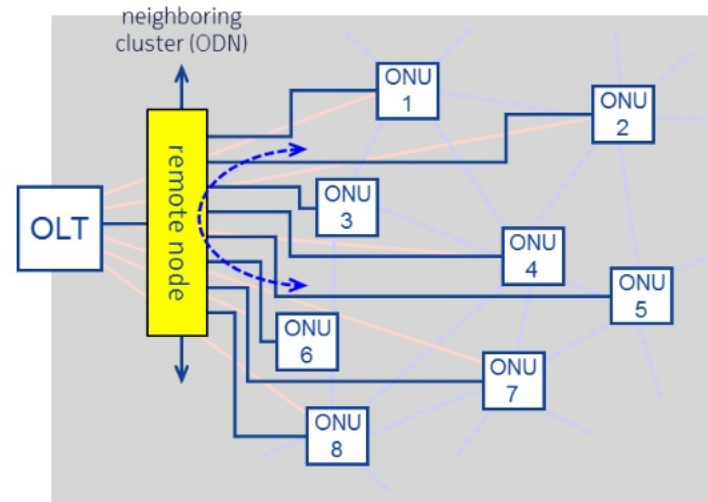 neighboring
cluster (ODN)
ONU
1
ONU
2
remote node
ONU
3
OLT
ONU
4
ONU
5
ONU
6
ONU
7
ONU
8